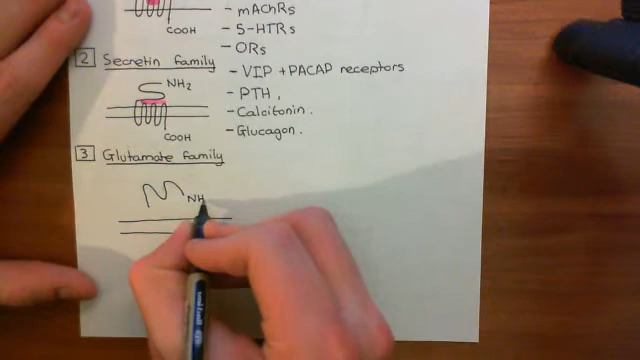 - mAChRs
COOH
- 5-HTRs
- ORs
2 Secretin family
- VIP + PACAP receptors
NH2
- PTH,
- Calcitonin.
COOH
- Glucagon.
3 Glutamate family
NH